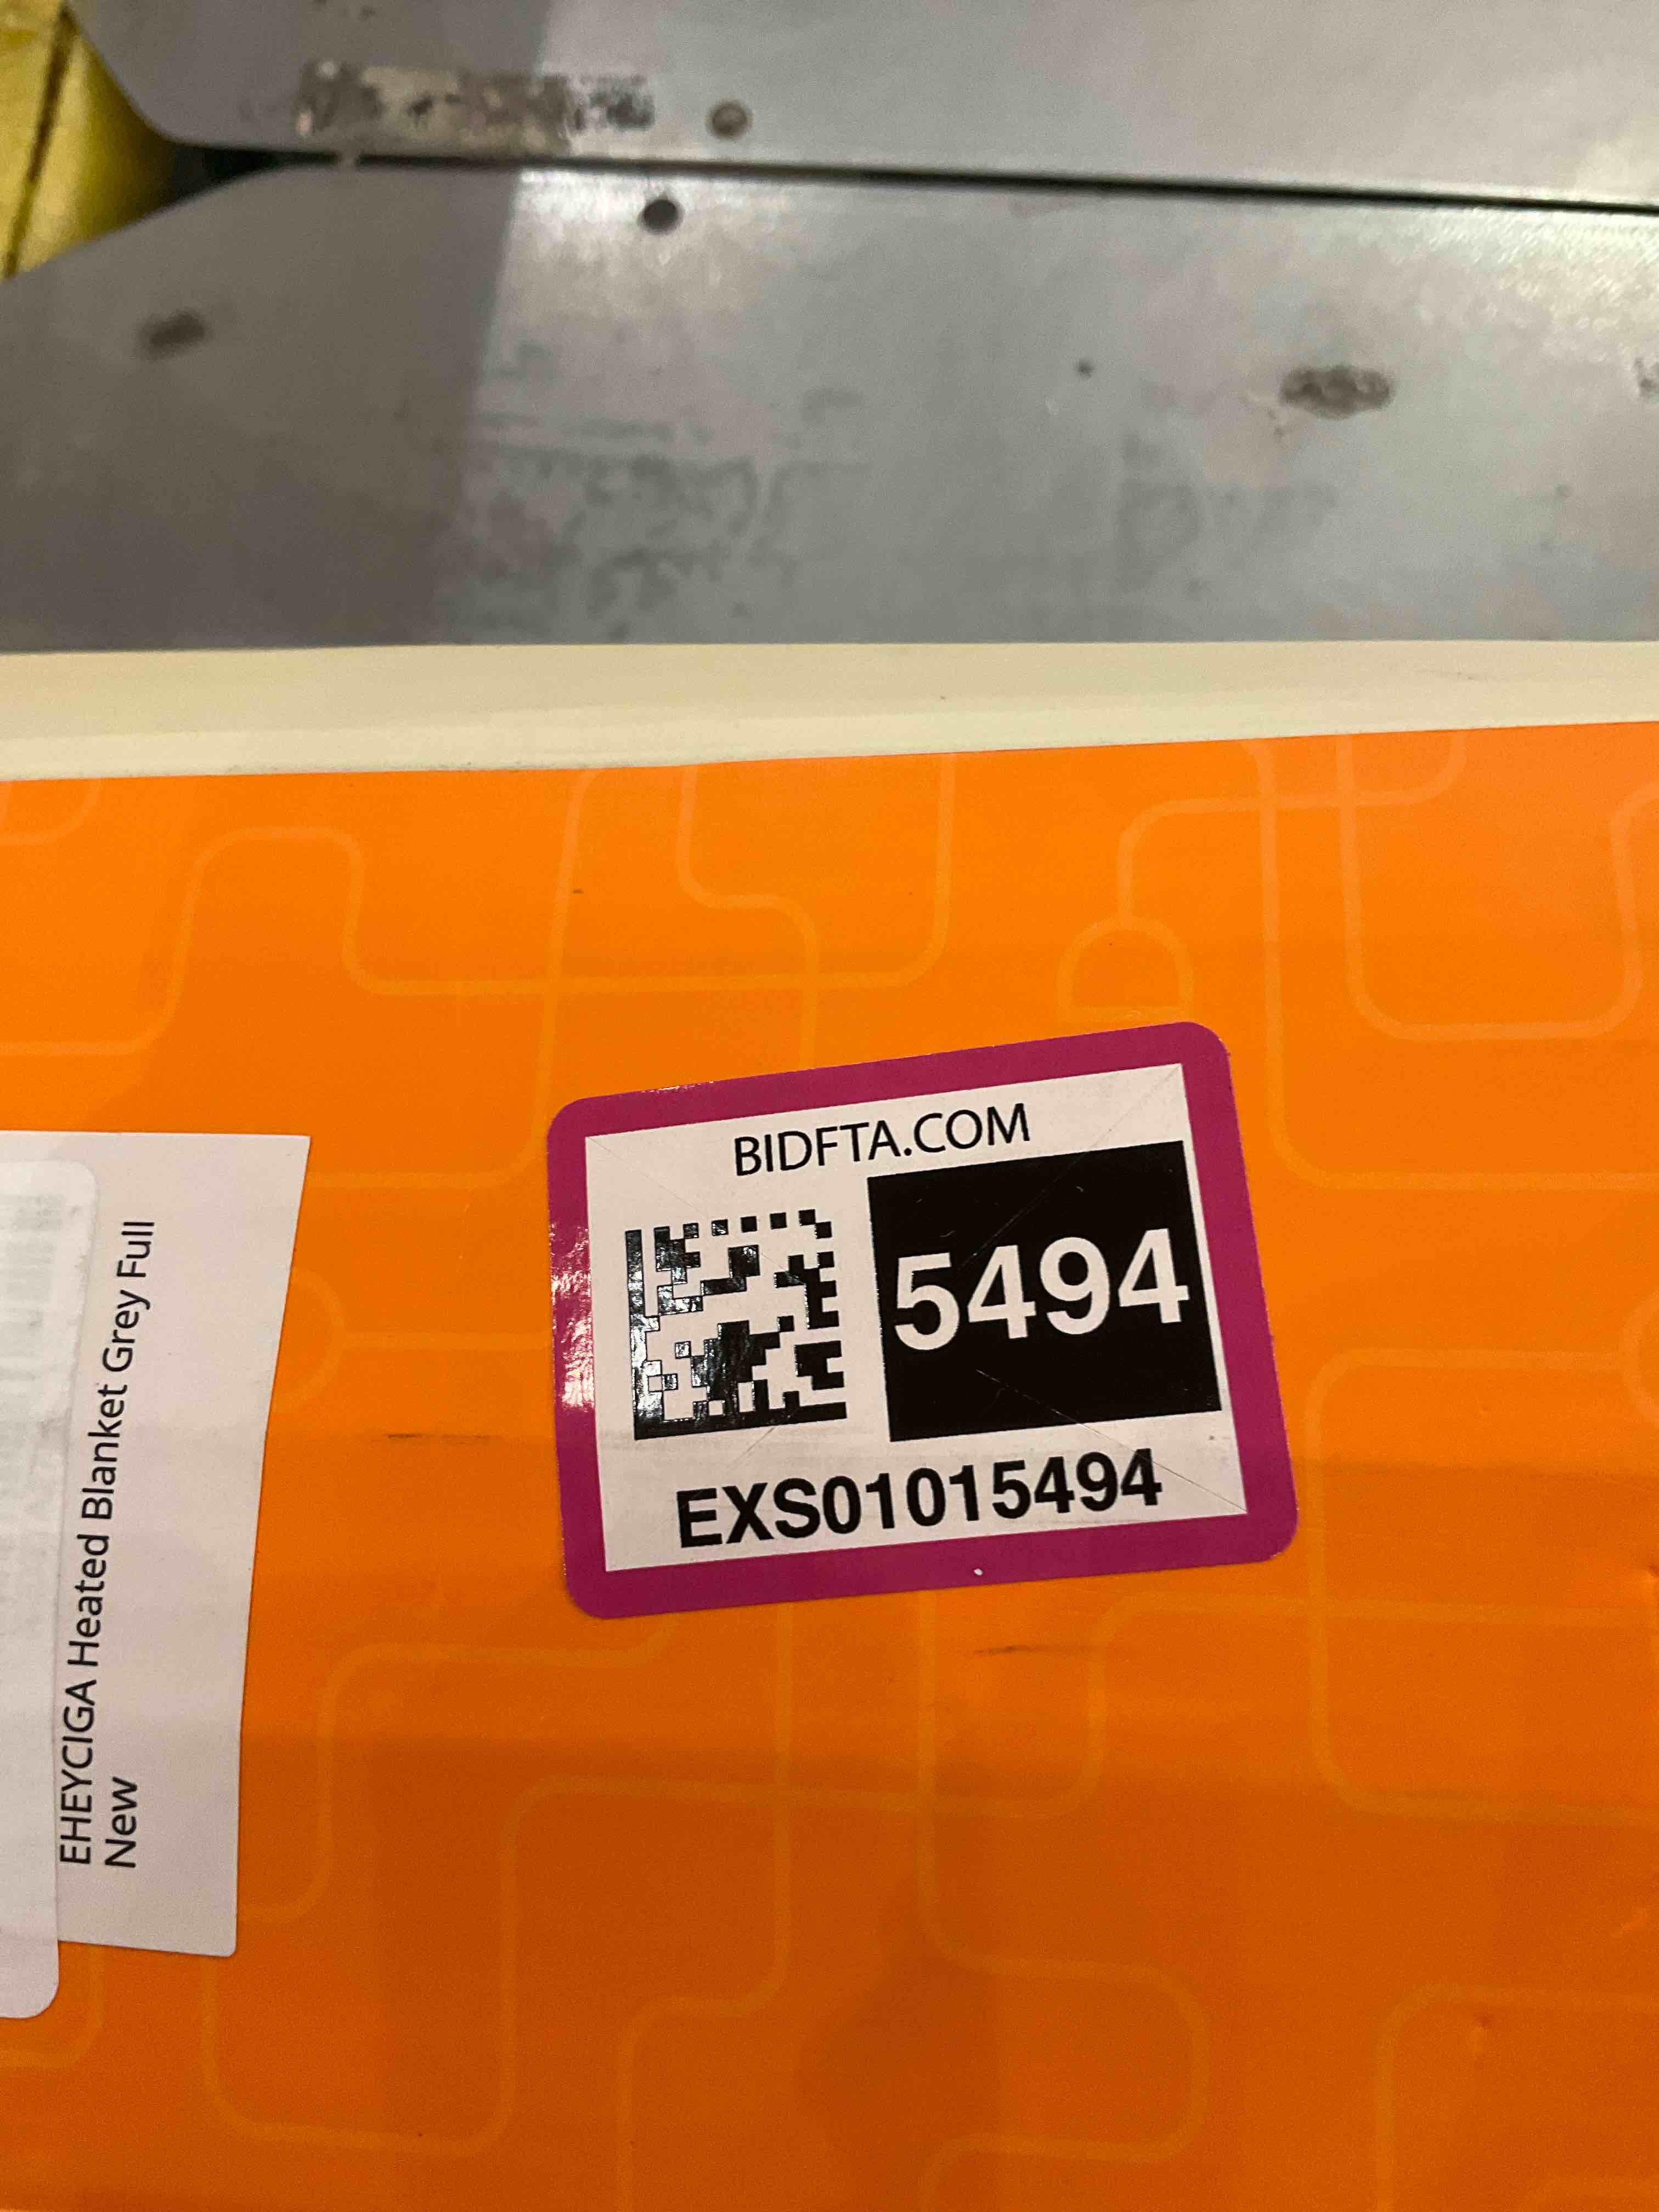 BIDFTA.COM
5494
EXS01015494
EHEYCIGA Heated Blanket Grey Full
New